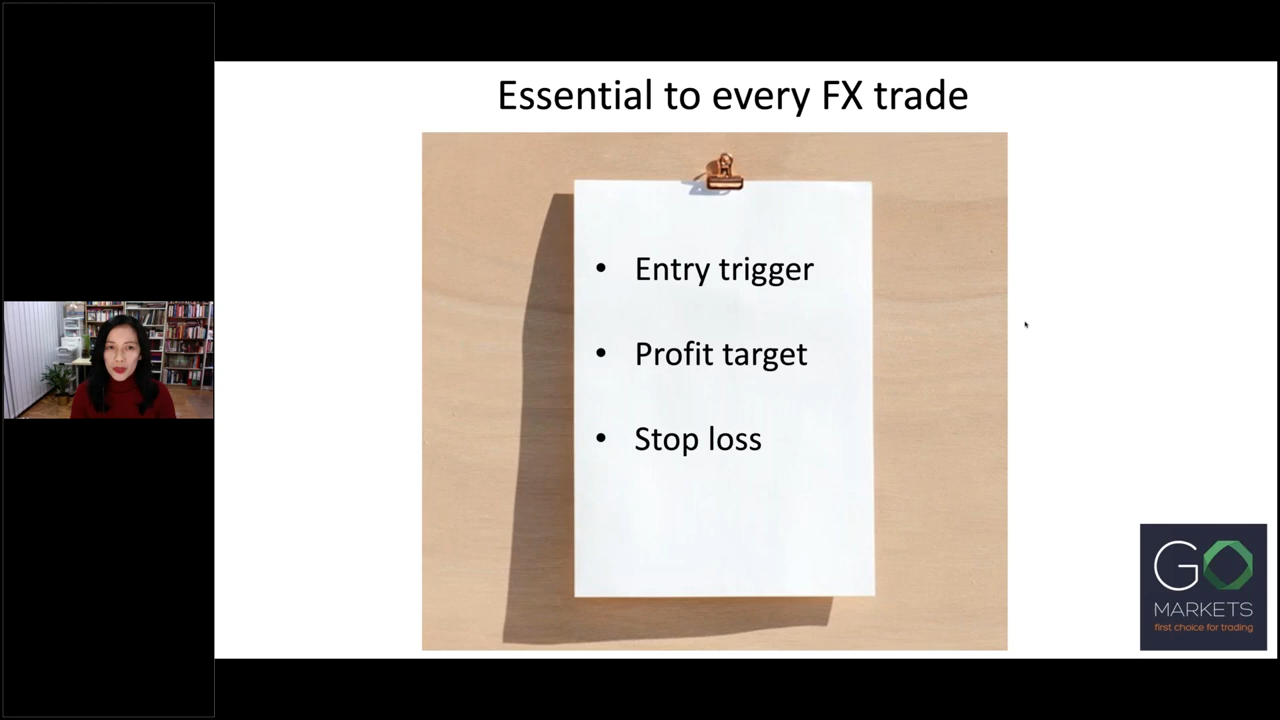 Essential to every FX trade
• Entry trigger
• Profit target
• Stop loss
GO
MARKETS
first choice for trading